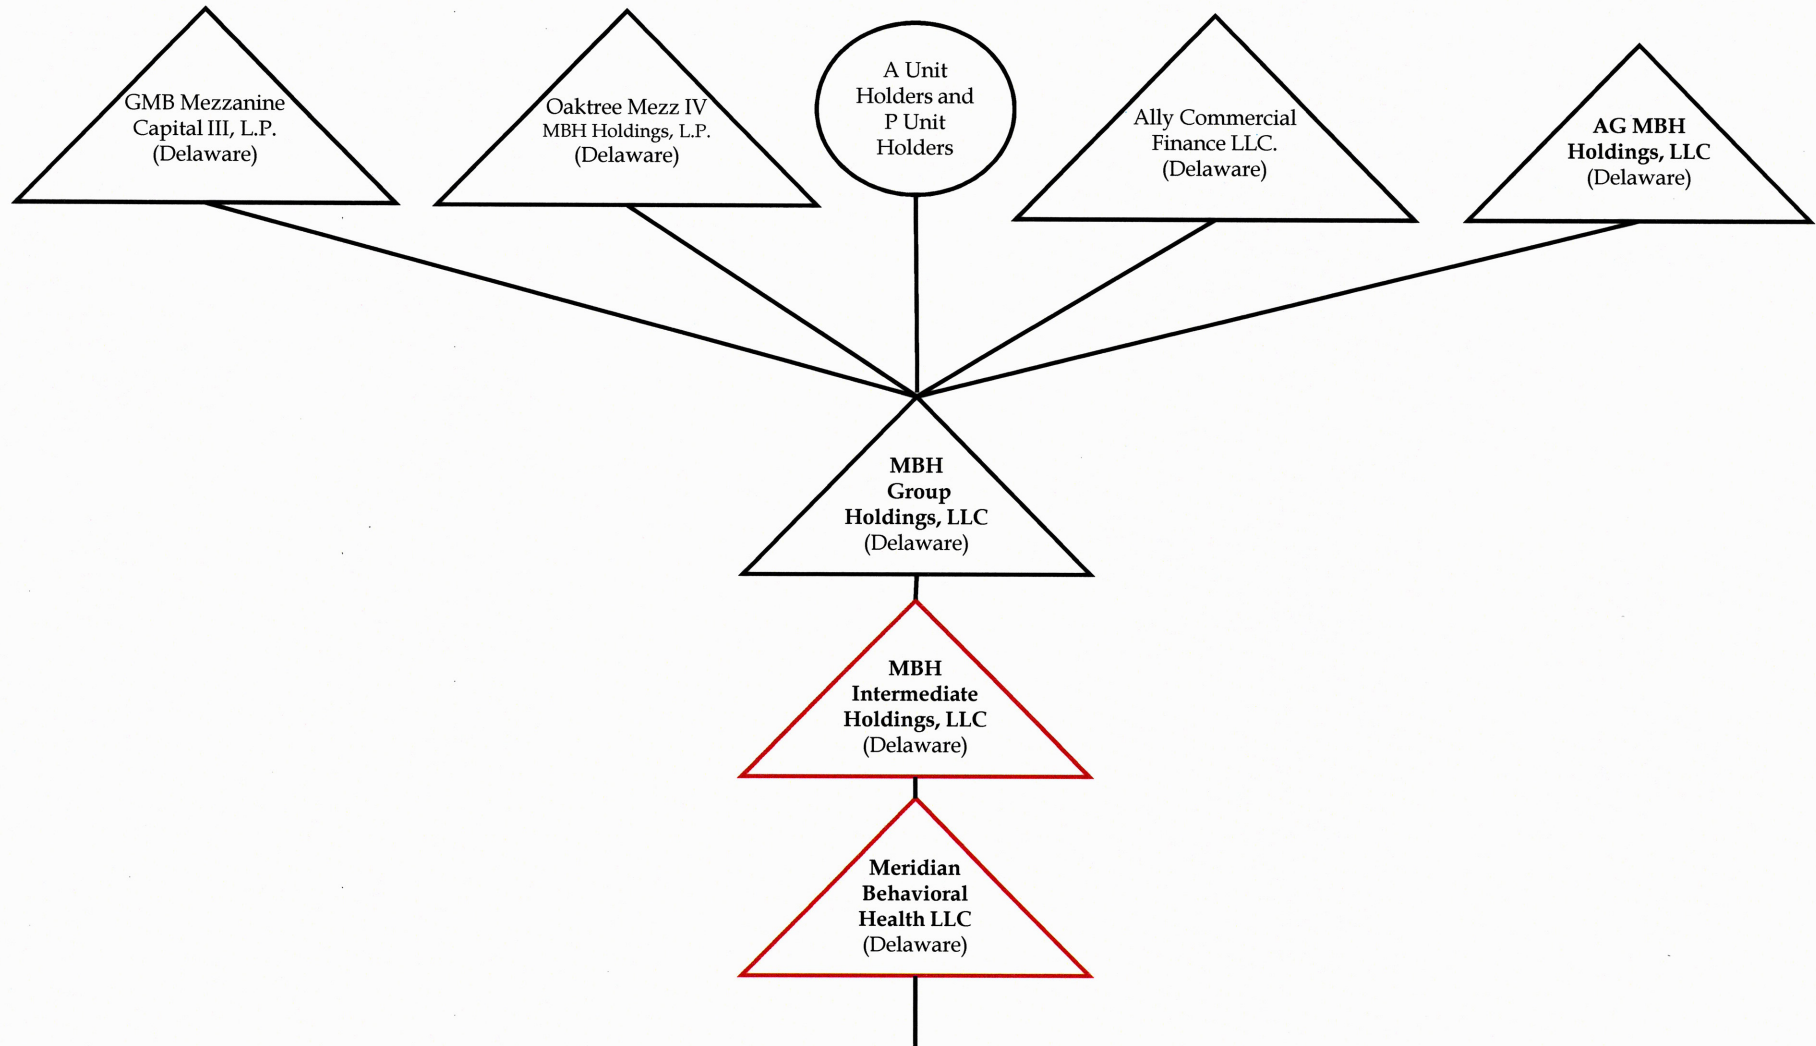 GMB Mezzanine
Capital III, L.P.
(Delaware)
Oaktree Mezz IV
MBH Holdings, L.P.
(Delaware)
A Unit
Holders and
P Unit
Holders
Ally Commercial
Finance LLC.
(Delaware)
AG MBH
Holdings, LLC
(Delaware)
MBH
Group
Holdings, LLC
(Delaware)
MBH
Intermediate
Holdings, LLC
(Delaware)
Meridian
Behavioral
Health LLC
(Delaware)